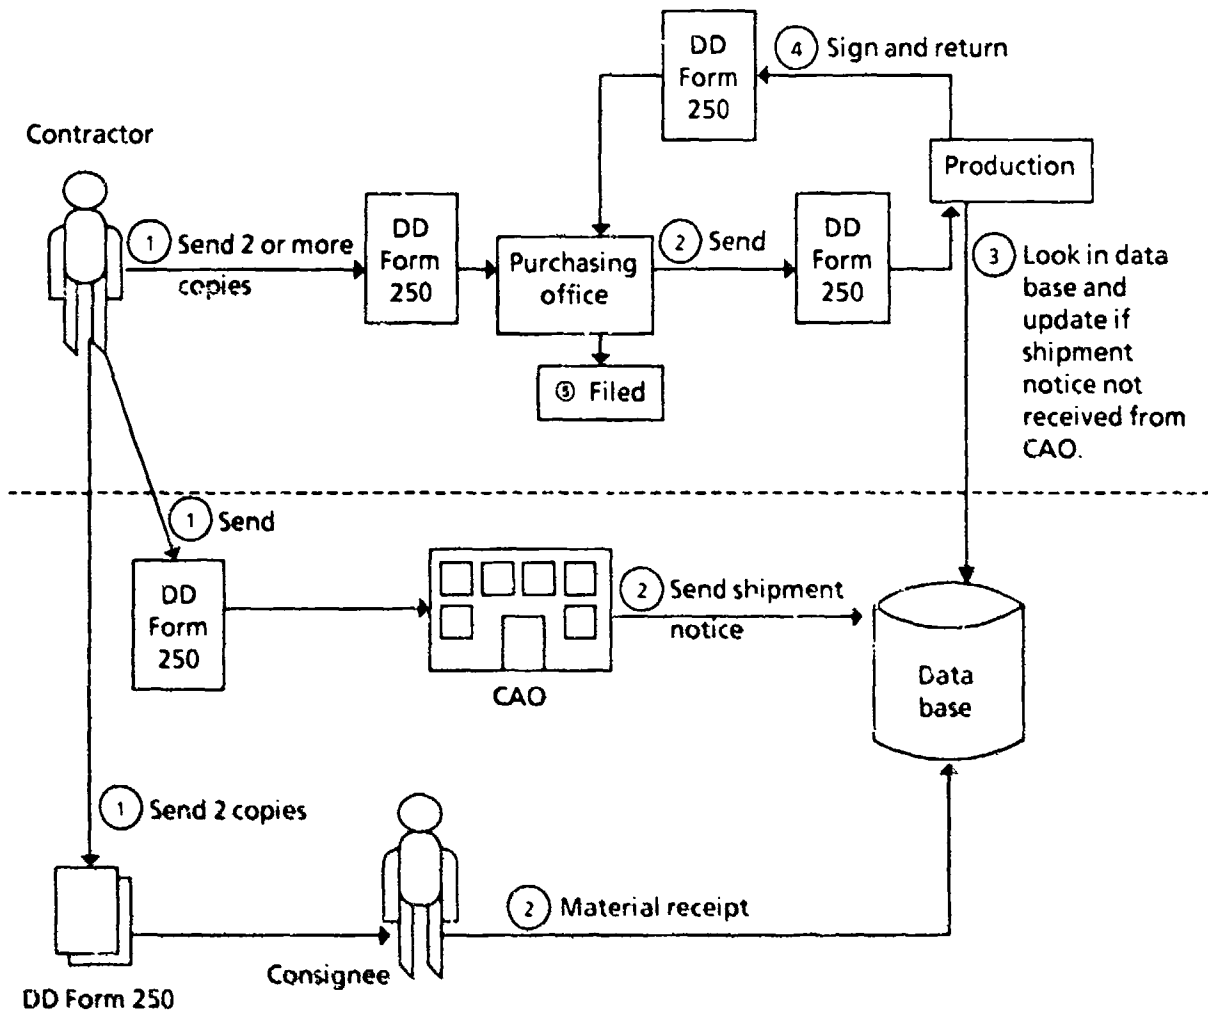 DD
Form
250
4 Sign and return
Contractor
Production
1 Send 2 or more
copies
DD
Form
250
Purchasing
office
2 Send
DD
Form
250
3 Look in data
base and
update if
shipment
notice not
received from
CAO.
5 Filed
1 Send
DD
Form
250
CAO
2 Send shipment
notice
Data
base
1 Send 2 copies
DD Form 250
Consignee
2 Material receipt